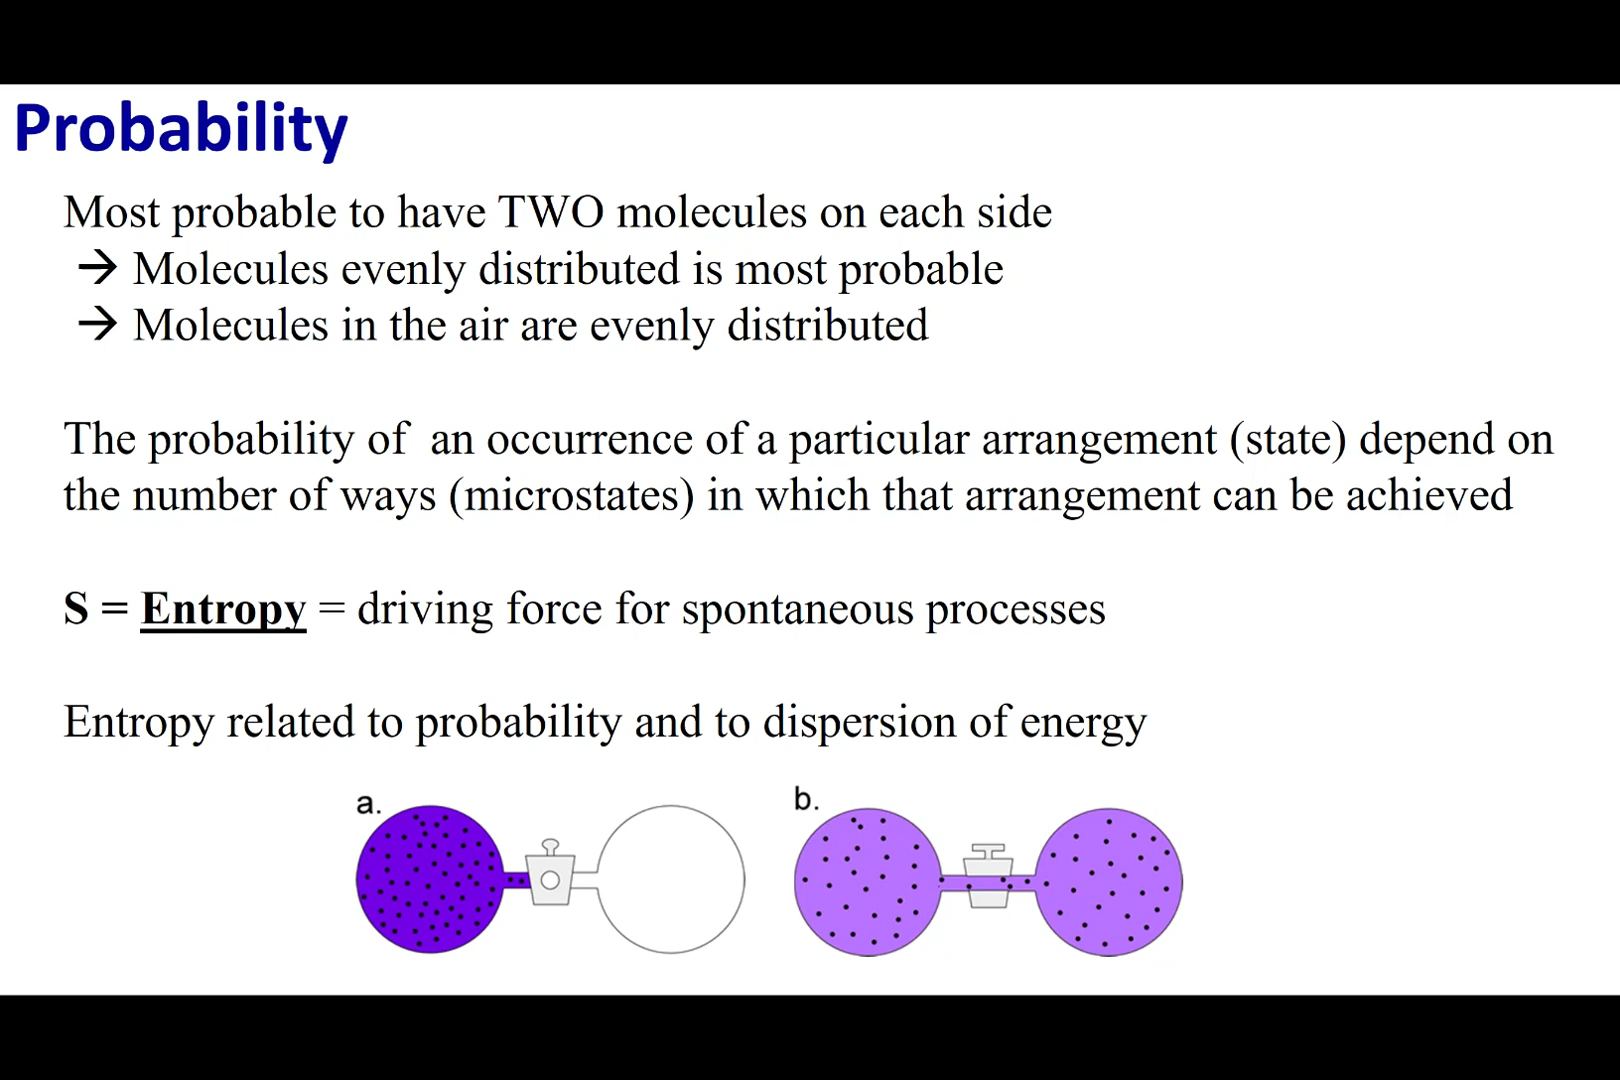 Probability
Most probable to have TWO molecules on each side
→ Molecules evenly distributed is most probable
→ Molecules in the air are evenly distributed
The probability of  an occurrence of a particular arrangement (state) depend on
the number of ways (microstates) in which that arrangement can be achieved
S = Entropy = driving force for spontaneous processes
Entropy related to probability and to dispersion of energy
a.
b.